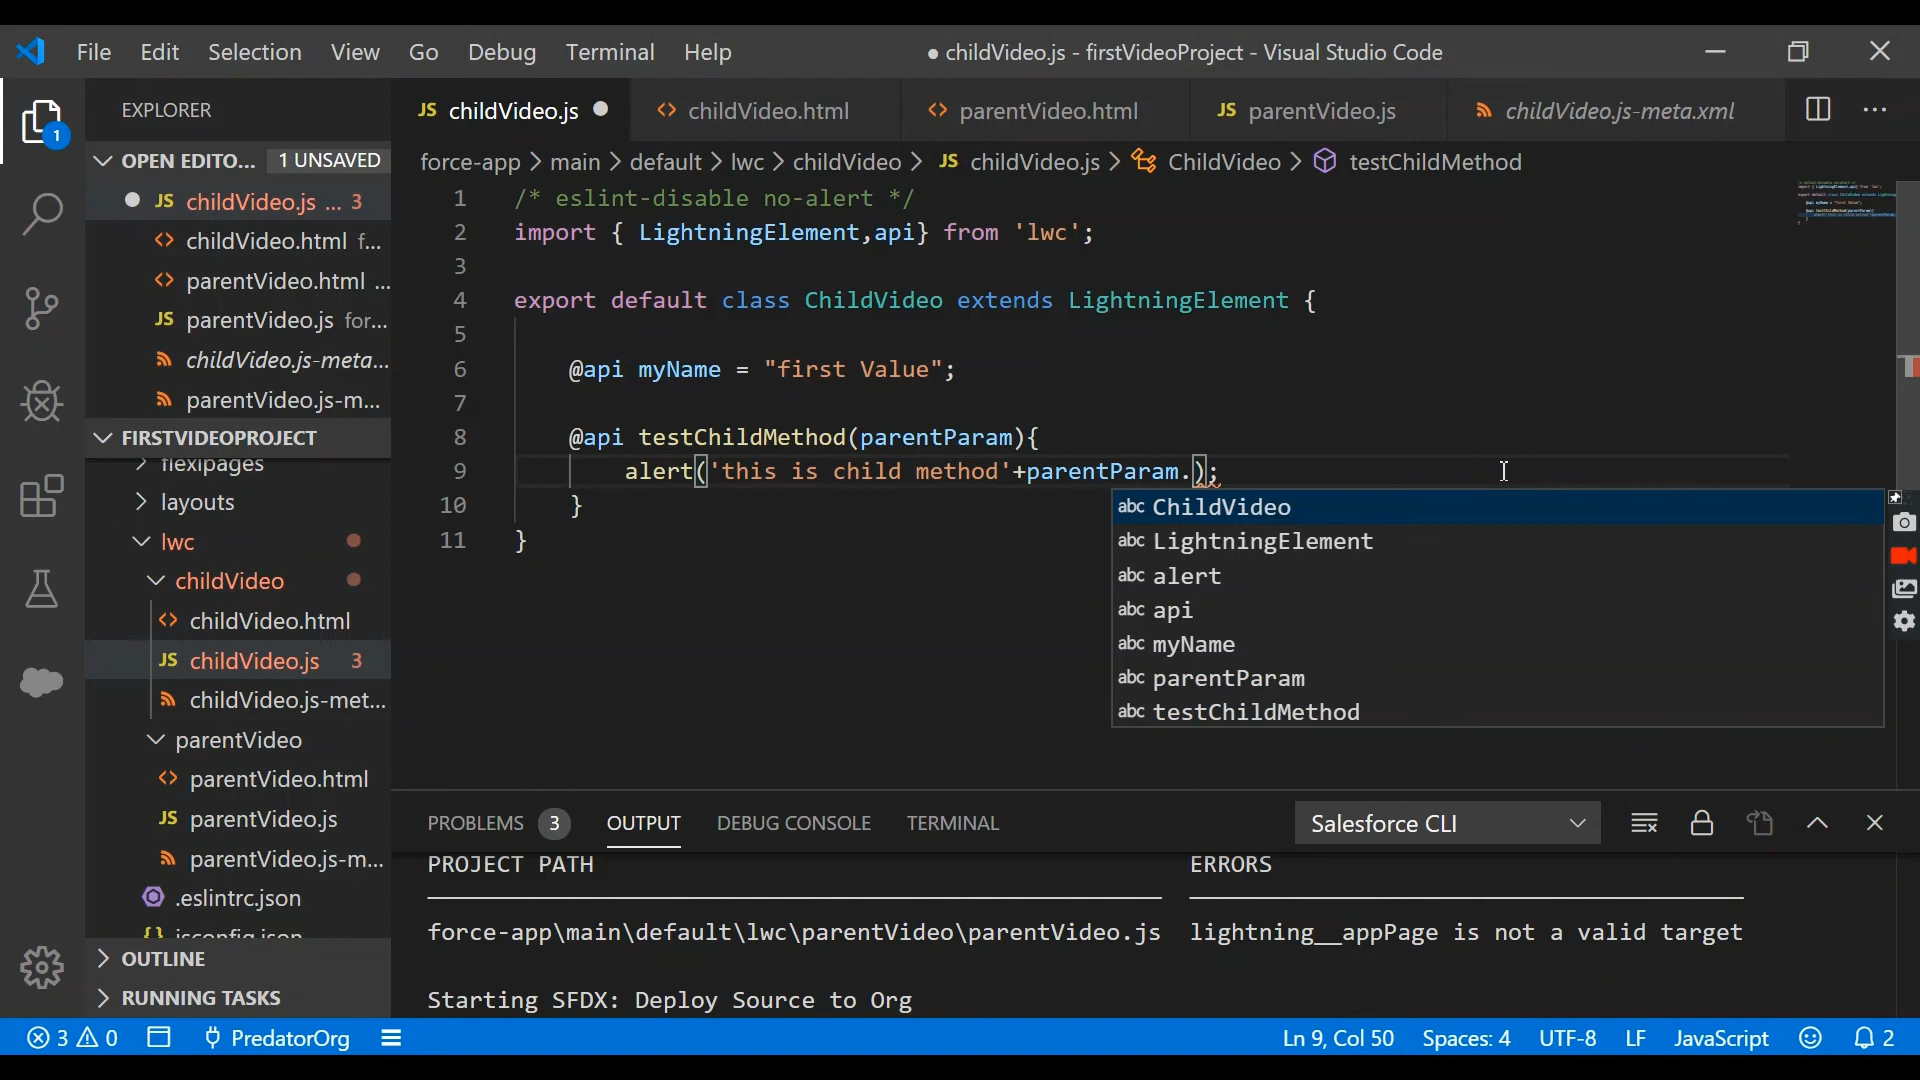 File Edit Selection View Go Debug Terminal Help ● childVideo.js - firstVideoProject - Visual Studio Code
EXPLORER
JS childVideo.js <> childVideo.html <> parentVideo.html JS parentVideo.js childVideo.js-meta.xml
1
OPEN EDITO... 1 UNSAVED
force-app > main > default > lwc > childVideo > JS childVideo.js > ChildVideo > testChildMethod
JS childVideo.js ... 3
<> childVideo.html f...
<> parentVideo.html ...
JS parentVideo.js for...
childVideo.js-meta...
parentVideo.js-m...
FIRSTVIDEOPROJECT
flexipages
layouts
lwc
childVideo
<> childVideo.html
JS childVideo.js 3
childVideo.js-met...
parentVideo
<> parentVideo.html
JS parentVideo.js
parentVideo.js-m...
.eslintrc.json
{} jsconfig.json
OUTLINE
RUNNING TASKS
1 /* eslint-disable no-alert */
2 import { LightningElement,api} from 'lwc';
3
4 export default class ChildVideo extends LightningElement {
5
6 @api myName = "first Value";
7
8 @api testChildMethod(parentParam){
9 alert('this is child method'+parentParam.);
10 }
11 }
abc ChildVideo
abc LightningElement
abc alert
abc api
abc myName
abc parentParam
abc testChildMethod
PROBLEMS 3 OUTPUT DEBUG CONSOLE TERMINAL Salesforce CLI
PROJECT PATH ERRORS
force-app\main\default\lwc\parentVideo\parentVideo.js lightning__appPage is not a valid target
Starting SFDX: Deploy Source to Org
3 0 PredatorOrg Ln 9, Col 50 Spaces: 4 UTF-8 LF JavaScript 2